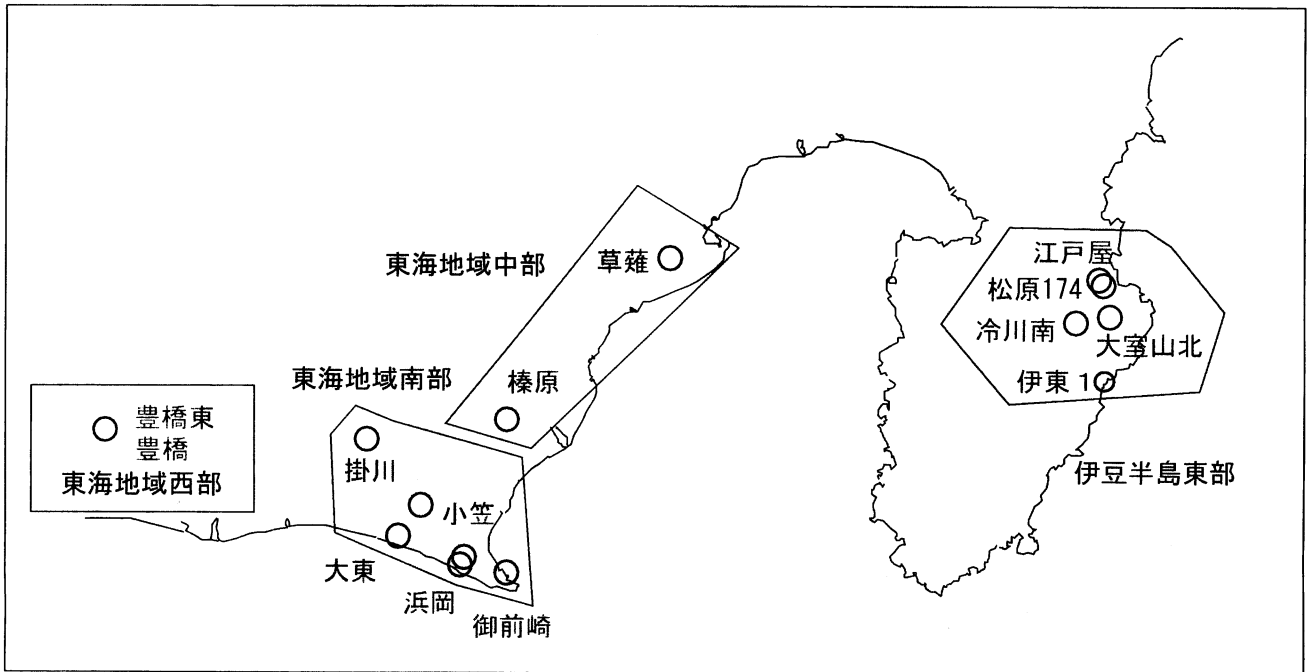 江戸屋
草薙
東海地域中部
松原174
冷川南
大室山北
東海地域南部
榛原
伊東 1
豊橋東
豊橋
東海地域西部
掛川
伊豆半島東部
小笠
大東
浜岡
御前崎